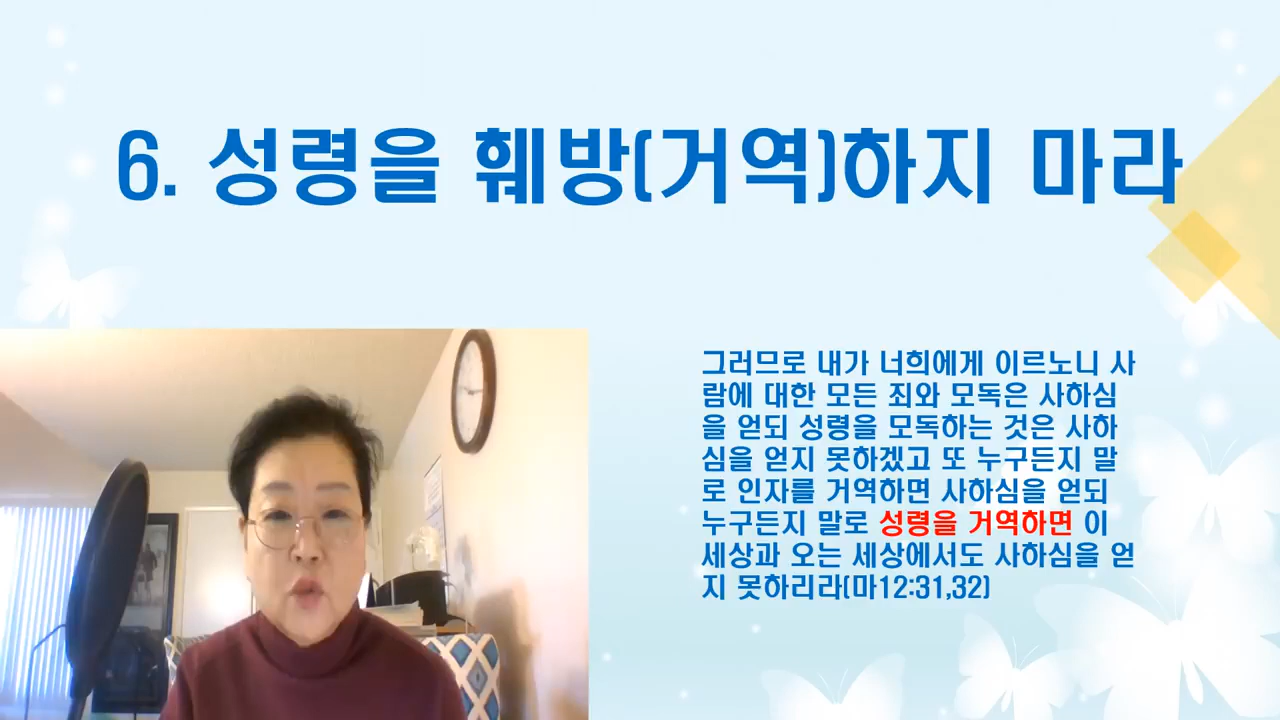 6. 성령을 훼방(거역)하지 마라
그러므로 내가 너희에게 이르노니 사
람에 대한 모든 죄와 모독은 사하심
을 얻되 성령을 모독하는 것은 사하
심을 얻지 못하겠고 또 누구든지 말
로 인자를 거역하면 사하심을 얻되
누구든지 말로 성령을 거역하면 이
세상과 오는 세상에서도 사하심을 얻
지 못하리라(마12:31,32)